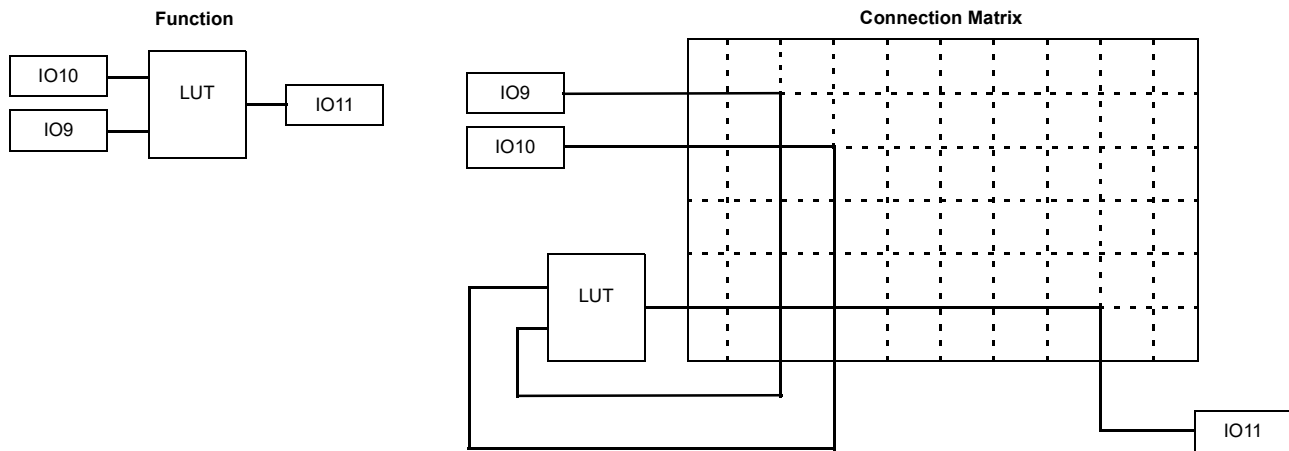 Function
IO10
IO9
LUT
IO11
Connection Matrix
IO9
IO10
LUT
IO11